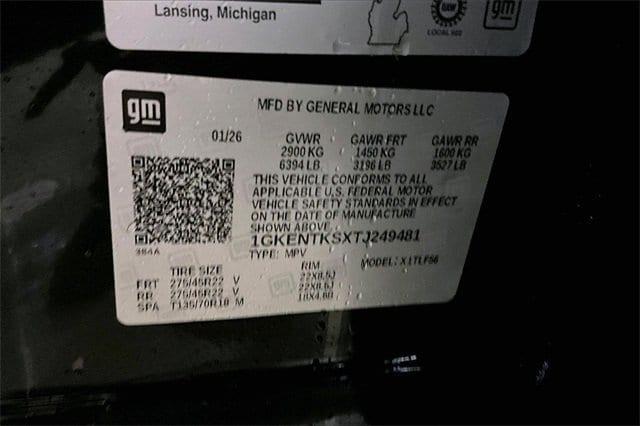 Lansing, Michigan
UAW
LOCAL 602
gm
gm
MFD BY GENERAL MOTORS LLC
01/26 GVWR GAWR FRT GAWR RR
2900 KG 1450 KG 1600 KG
6394 LB 3196 LB 3527 LB
THIS VEHICLE CONFORMS TO ALL
APPLICABLE U.S. FEDERAL MOTOR
VEHICLE SAFETY STANDARDS IN EFFECT
ON THE DATE OF MANUFACTURE
SHOWN ABOVE
384A 1GKENTKSXTJ249481
TYPE: MPV MODEL: X1TLF56
TIRE SIZE RIM
FRT 275/45R22 V 22X8.5J
RR 275/45R22 V 22X8.5J
SPA T135/70R18 M 18X4.5B